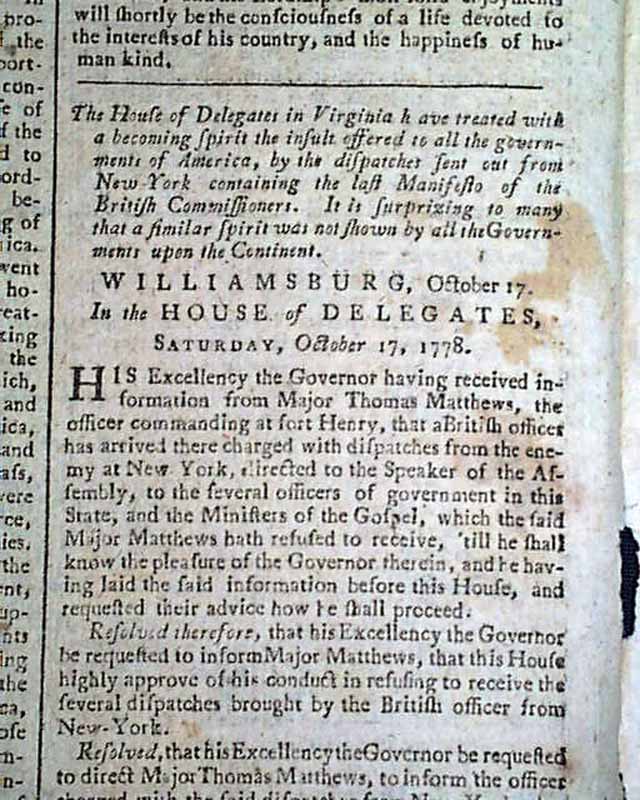 will ſhortly be the conſciouſneſs of a life devoted to
the intereſts of his country, and the happineſs of hu-
man kind.
The Houſe of Delegates in Virginia h ave treated with
a becoming ſpirit the inſult offered to all the govern-
ments of America, by the diſpatches ſent out from
New-York containing the laſt Manifeſto of the
Britiſh Commiſſioners. It is ſurprizing to many
that a ſimilar ſpirit was not ſhown by all the Govern-
ments upon the Continent.
WILLIAMSBURG, October 17.
In the HOUSE of DELEGATES,
SATURDAY, October 17, 1778.
HIS Excellency the Governor having received in-
formation from Major Thomas Matthews, the
officer commanding at fort Henry, that a Britiſh officer
has arrived there charged with diſpatches from the ene-
my at New York, directed to the Speaker of the Aſ-
ſembly, to the ſeveral officers of government in this
State, and the Miniſters of the Goſpel, which the ſaid
Major Matthews hath refuſed to receive, 'till he ſhall
know the pleaſure of the Governor therein, and he hav-
ing laid the ſaid information before this Houſe, and
requeſted their advice how he ſhall proceed.
Reſolved therefore, that his Excellency the Governor
be requeſted to inform Major Matthews, that this Houſe
highly approve of his conduct in refuſing to receive the
ſeveral diſpatches brought by the Britiſh officer from
New-York.
Reſolved, that his Excellency the Governor be requeſted
to direct Major Thomas Matthews, to inform the officer